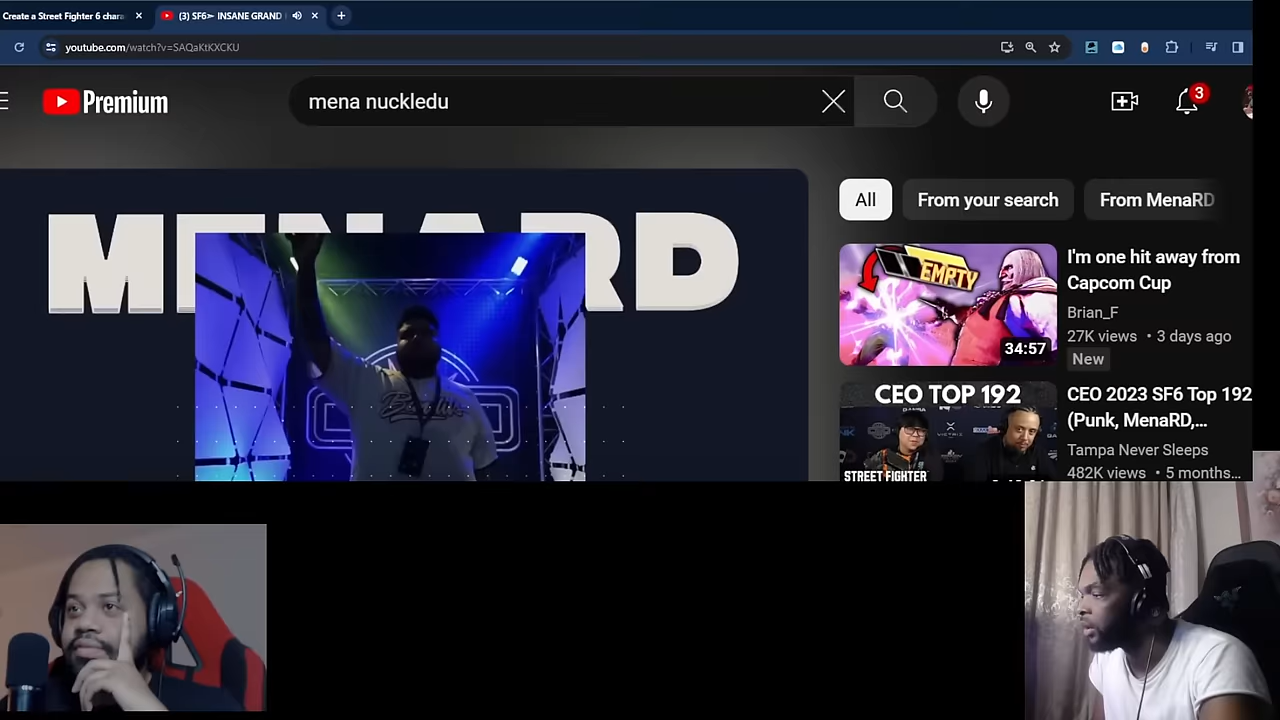 Create a Street Fighter 6 chara
(3) SF6➣ INSANE GRAND
youtube.com/watch?v=SAQaKtKXCKU
Premium
mena nuckledu
3
MENARD
All
From your search
From MenaRD
EMPTY
34:57
I'm one hit away from
Capcom Cup
Brian_F
27K views • 3 days ago
New
CEO TOP 192
STREET FIGHTER
CEO 2023 SF6 Top 192
(Punk, MenaRD,...
Tampa Never Sleeps
482K views • 5 months...